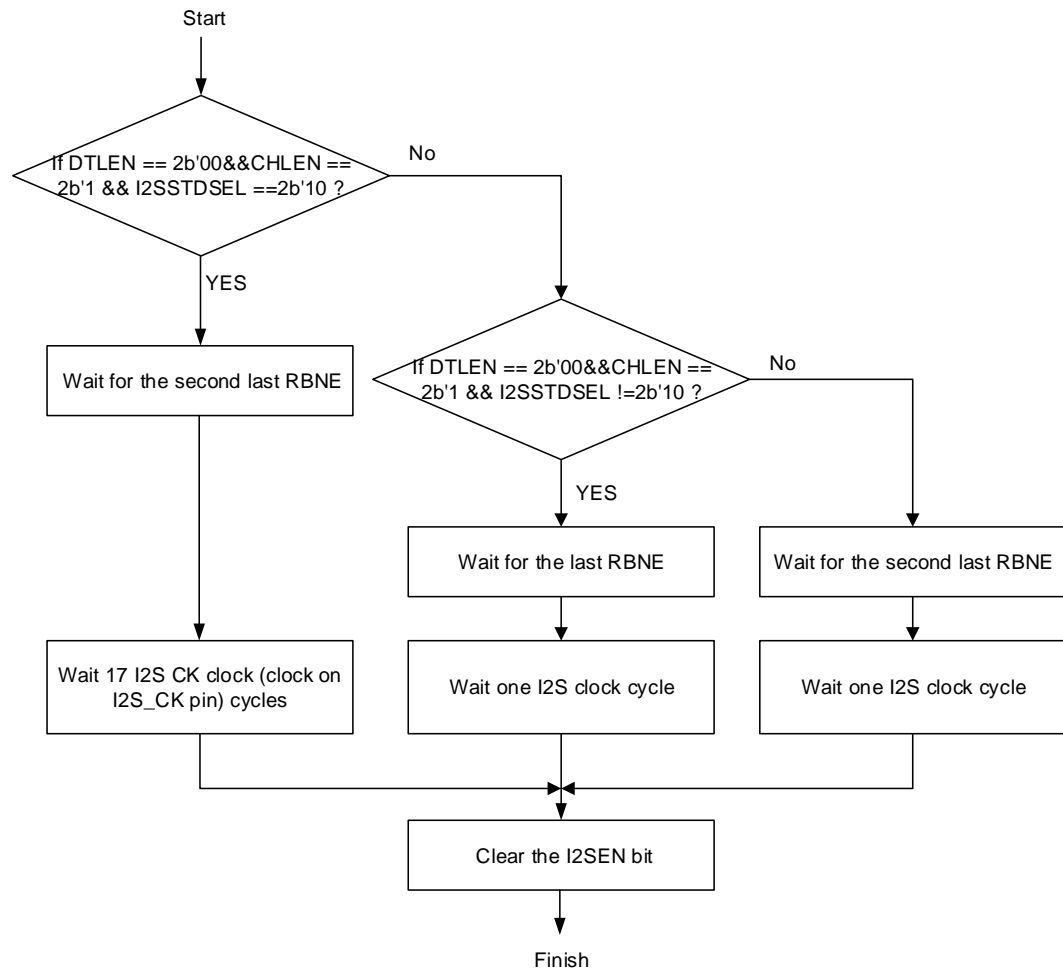 Start
If DTLEN == 2b'00&&CHLEN ==
2b'1 && I2SSTDSEL ==2b'10 ?
No
YES
Wait for the second last RBNE
If DTLEN == 2b'00&&CHLEN ==
2b'1 && I2SSTDSEL !=2b'10 ?
No
YES
Wait for the last RBNE
Wait for the second last RBNE
Wait 17 I2S CK clock (clock on
I2S_CK pin) cycles
Wait one I2S clock cycle
Wait one I2S clock cycle
Clear the I2SEN bit
Finish